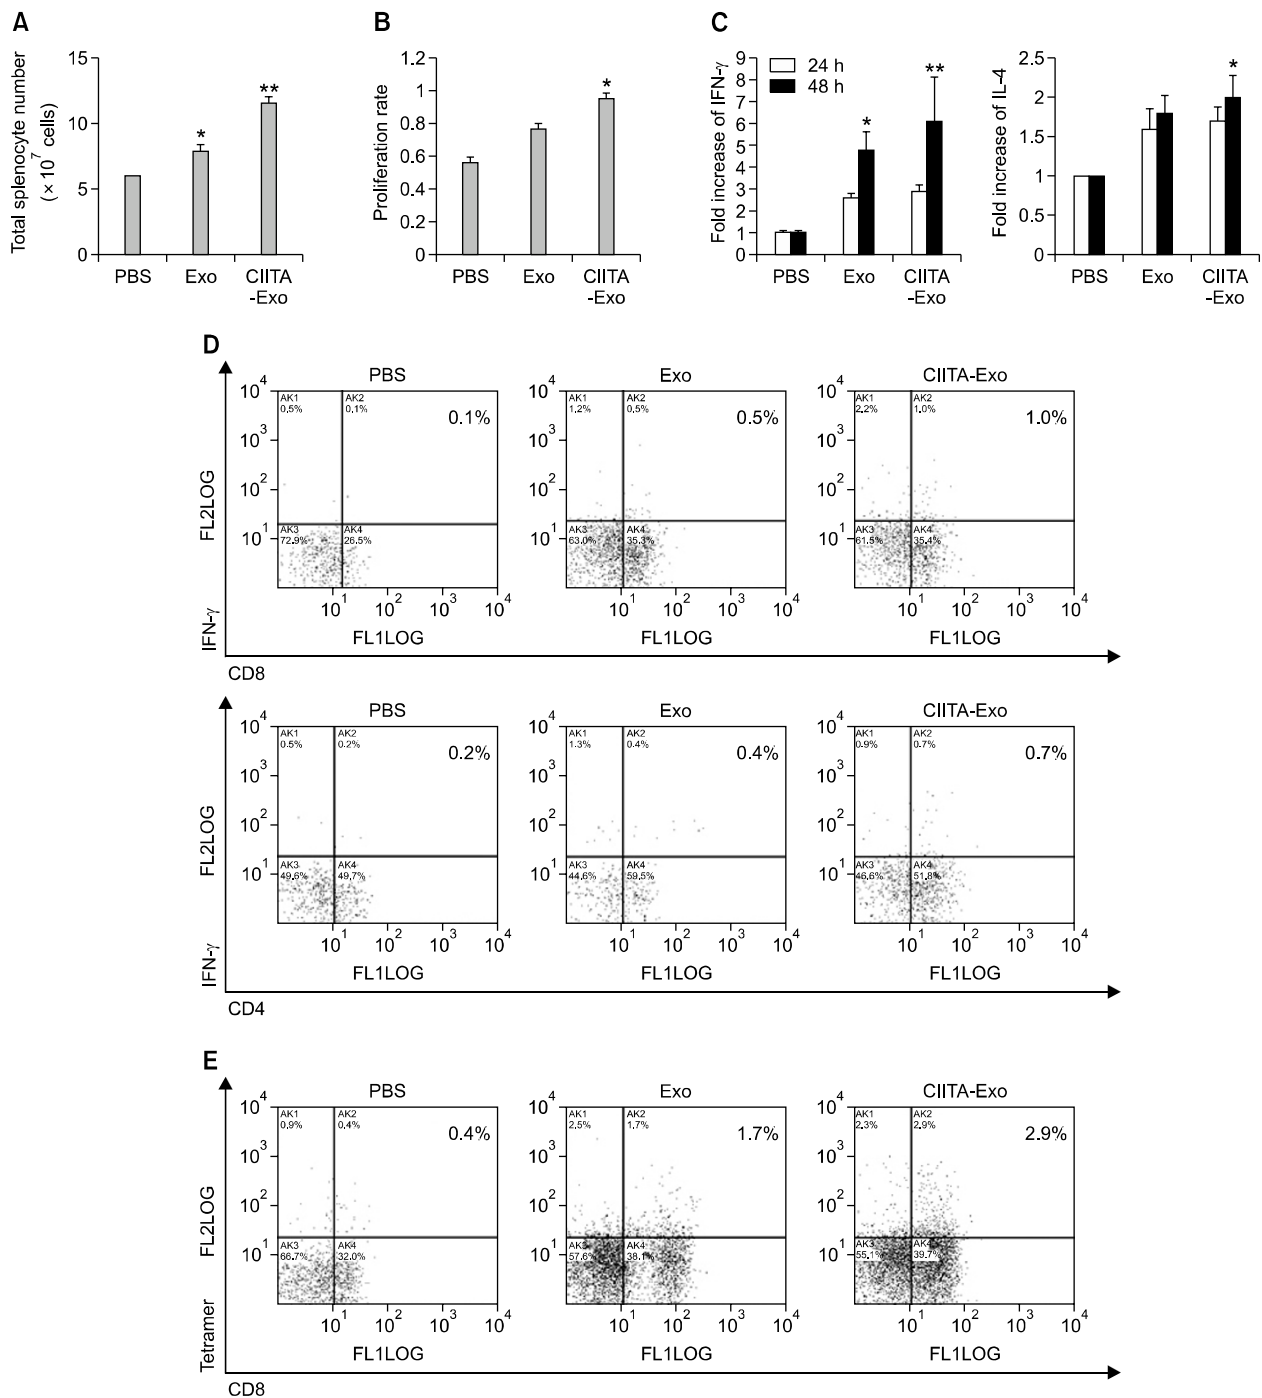 A
Total splenocyte number
(× 10^7 cells)
15
10
5
0
**
*
PBS
Exo
CIITA
-Exo
B
Proliferation rate
1.2
1
0.8
0.6
0.4
0.2
0
*
PBS
Exo
CIITA
-Exo
C
Fold increase of IFN-γ
9
8
7
6
5
4
3
2
1
0
24 h
48 h
*
**
PBS
Exo
CIITA
-Exo
Fold increase of IL-4
2.5
2
1.5
1
0.5
0
*
PBS
Exo
CIITA
-Exo
D
PBS
10^4
10^3
10^2
10^1
FL2LOG
AK1
0.5%
AK2
0.1%
0.1%
AK3
72.9%
AK4
26.5%
10^1 10^2 10^3 10^4
FL1LOG
Exo
10^4
10^3
10^2
10^1
AK1
1.2%
AK2
0.5%
0.5%
AK3
63.0%
AK4
35.3%
10^1 10^2 10^3 10^4
FL1LOG
CIITA-Exo
10^4
10^3
10^2
10^1
AK1
2.2%
AK2
1.0%
1.0%
AK3
61.5%
AK4
35.4%
10^1 10^2 10^3 10^4
FL1LOG
IFN-γ
CD8
PBS
10^4
10^3
10^2
10^1
FL2LOG
AK1
0.5%
AK2
0.2%
0.2%
AK3
49.6%
AK4
49.7%
10^1 10^2 10^3 10^4
FL1LOG
Exo
10^4
10^3
10^2
10^1
AK1
1.3%
AK2
0.4%
0.4%
AK3
44.6%
AK4
59.5%
10^1 10^2 10^3 10^4
FL1LOG
CIITA-Exo
10^4
10^3
10^2
10^1
AK1
0.9%
AK2
0.7%
0.7%
AK3
46.6%
AK4
51.8%
10^1 10^2 10^3 10^4
FL1LOG
IFN-γ
CD4
E
PBS
10^4
10^3
10^2
10^1
FL2LOG
AK1
0.9%
AK2
0.4%
0.4%
AK3
66.7%
AK4
32.0%
10^1 10^2 10^3 10^4
FL1LOG
Exo
10^4
10^3
10^2
10^1
AK1
2.5%
AK2
1.7%
1.7%
AK3
57.6%
AK4
38.1%
10^1 10^2 10^3 10^4
FL1LOG
CIITA-Exo
10^4
10^3
10^2
10^1
AK1
2.3%
AK2
2.9%
2.9%
AK3
55.1%
AK4
39.7%
10^1 10^2 10^3 10^4
FL1LOG
Tetramer
CD8